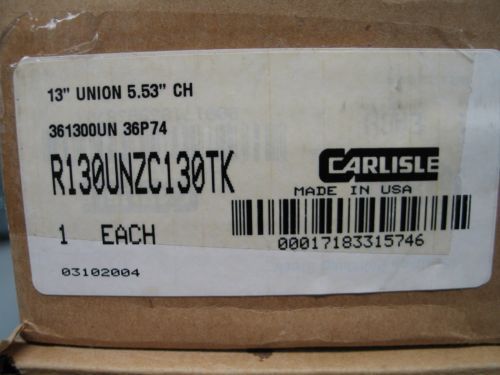 13" UNION 5.53" CH
361300UN 36P74
R130UNZC130TK
CARLISLE
MADE IN USA
1 EACH
00017183315746
03102004